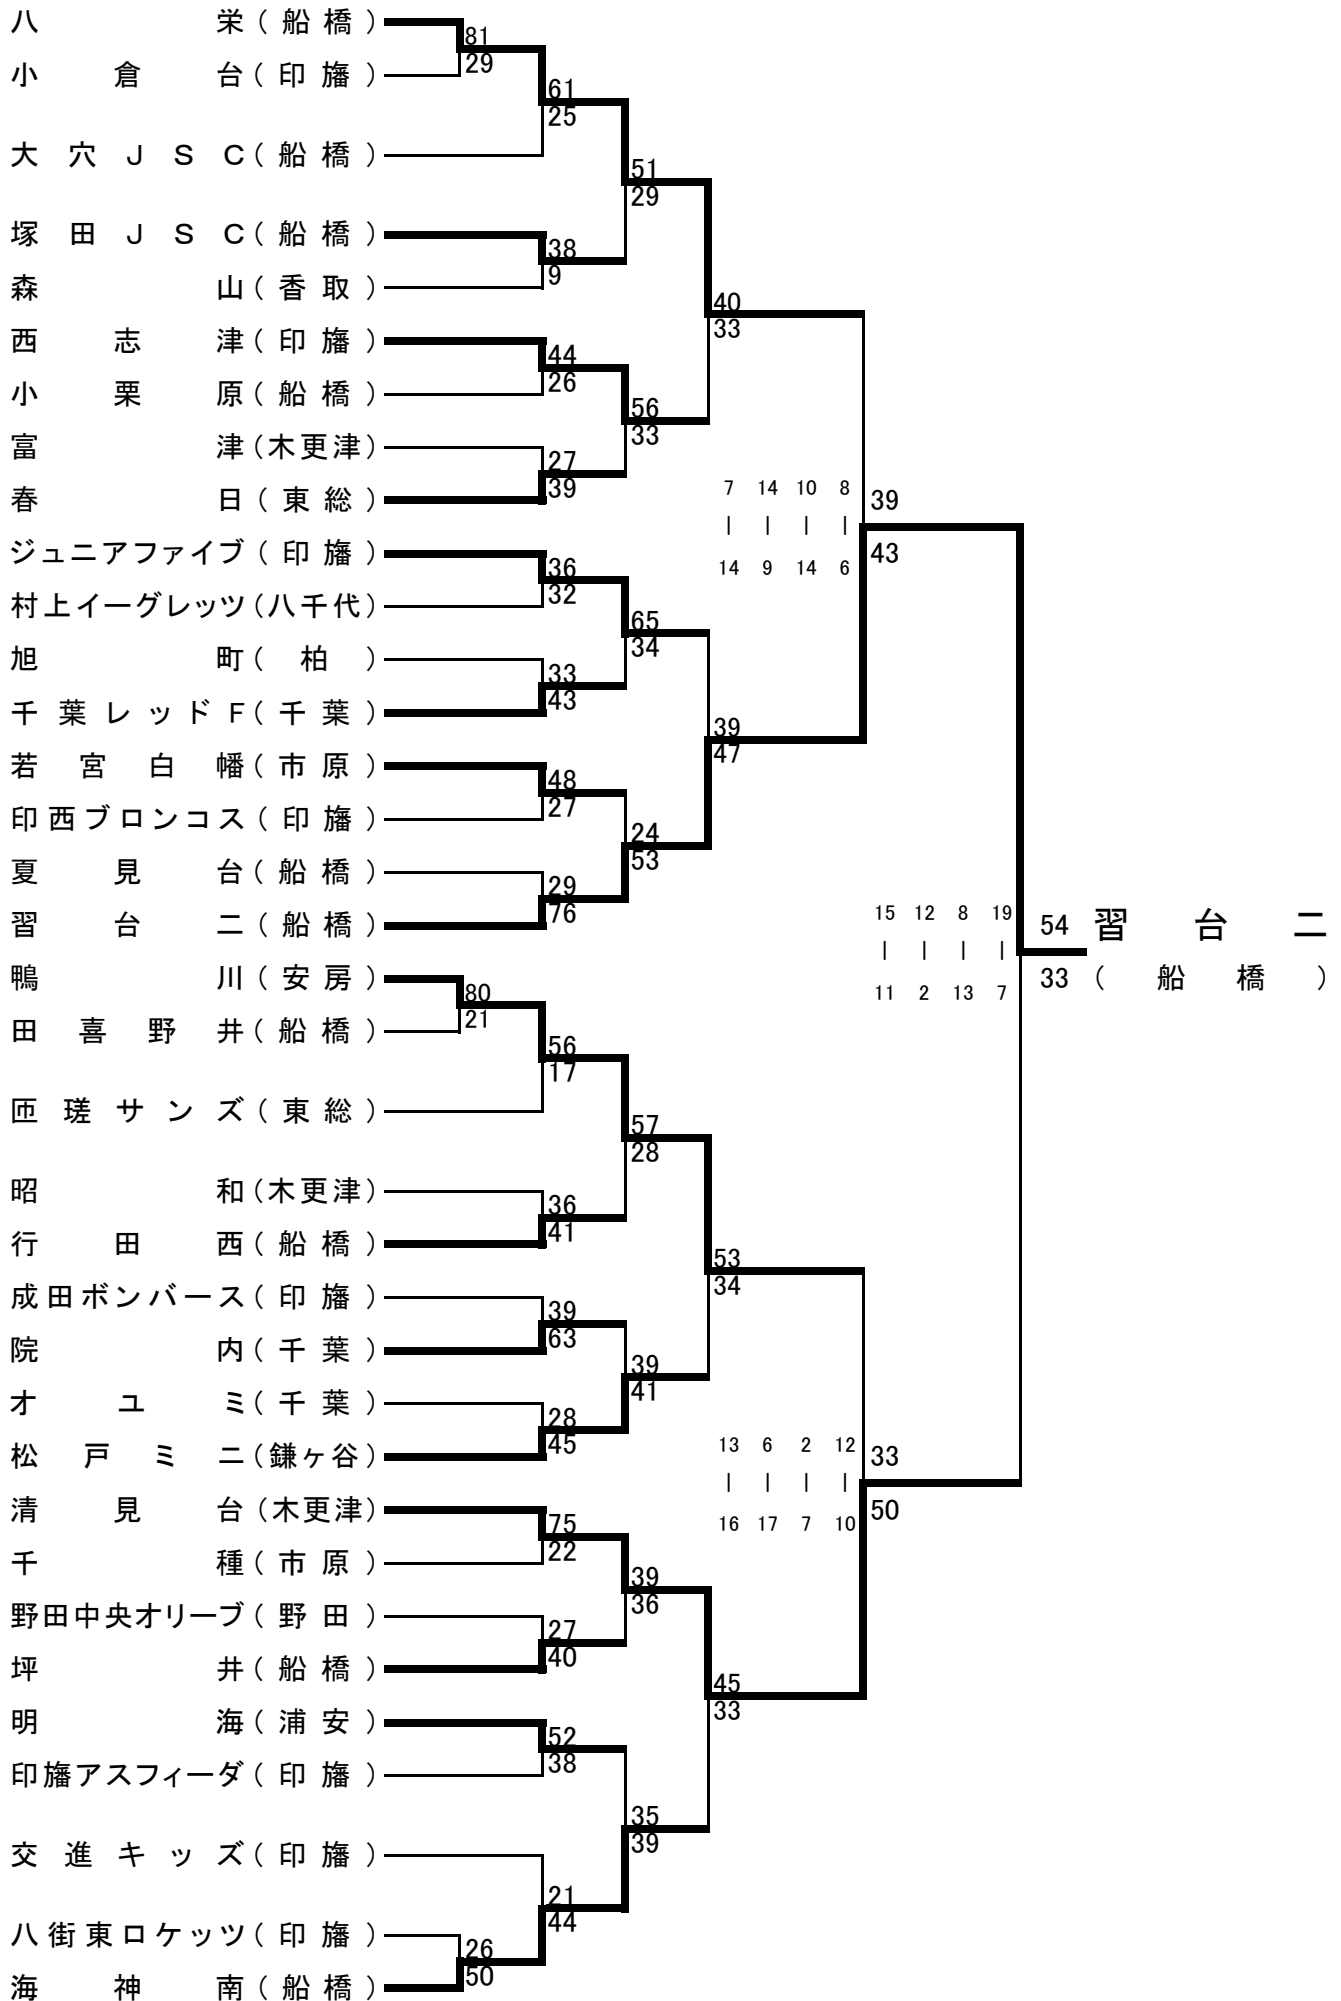 八栄(船橋)
81
29
小倉台(印旛)
61
25
大穴JSC(船橋)
51
29
塚田JSC(船橋)
38
9
森山(香取)
40
33
西志津(印旛)
44
26
小栗原(船橋)
56
33
富津(木更津)
27
39
春日(東総)
7 14 10 8
| | | |
14 9 14 6
39
43
ジュニアファイブ(印旛)
36
32
村上イーグレッツ(八千代)
65
34
旭町(柏)
33
43
千葉レッドF(千葉)
39
47
若宮白幡(市原)
48
27
印西ブロンコス(印旛)
24
53
夏見台(船橋)
29
76
習台二(船橋)
15 12 8 19
| | | |
11 2 13 7
54
33
習台二
(船橋)
鴨川(安房)
80
21
田喜野井(船橋)
56
17
匝瑳サンズ(東総)
57
28
昭和(木更津)
36
41
行田西(船橋)
53
34
成田ボンバース(印旛)
39
63
院内(千葉)
39
41
オユミ(千葉)
28
45
松戸ミニ(鎌ヶ谷)
13 6 2 12
| | | |
16 17 7 10
33
50
清見台(木更津)
75
22
千種(市原)
39
36
野田中央オリーブ(野田)
27
40
坪井(船橋)
45
33
明海(浦安)
52
38
印旛アスフィーダ(印旛)
35
39
交進キッズ(印旛)
21
44
八街東ロケッツ(印旛)
26
50
海神南(船橋)